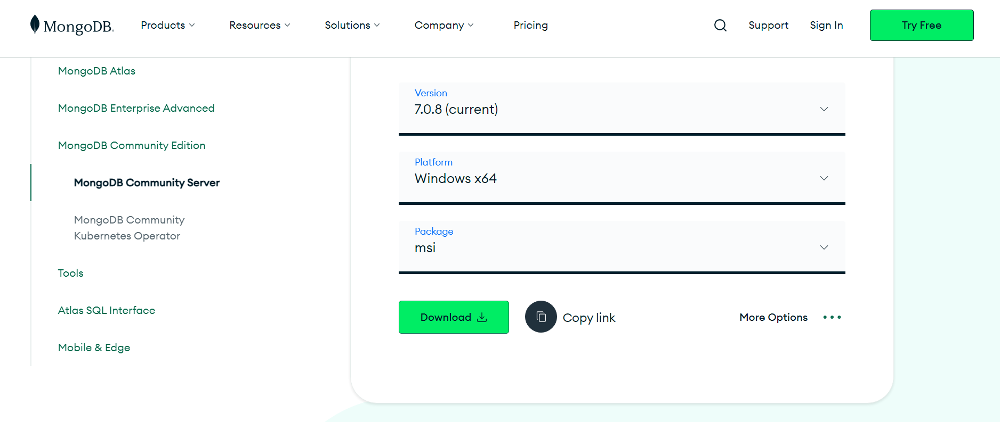 MongoDB.
Products
Resources
Solutions
Company
Pricing
Support
Sign In
Try Free
MongoDB Atlas
MongoDB Enterprise Advanced
MongoDB Community Edition
MongoDB Community Server
MongoDB Community
Kubernetes Operator
Tools
Atlas SQL Interface
Mobile & Edge
Version
7.0.8 (current)
Platform
Windows x64
Package
msi
Download
Copy link
More Options